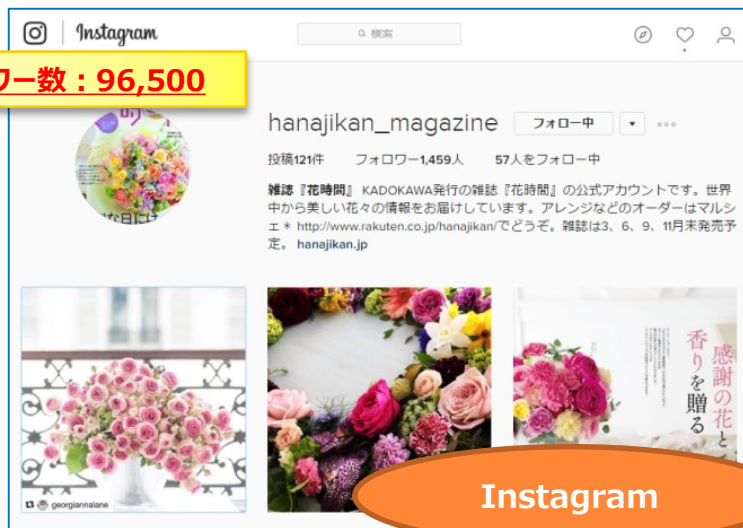 Instagram
検索
ワー数：96,500
hanajikan_magazine フォロー中
投稿121件 フォロワー1,459人 57人をフォロー中
雑誌『花時間』 KADOKAWA発行の雑誌『花時間』の公式アカウントです。世界
中から美しい花々の情報をお届けしています。アレンジなどのオーダーはマルシ
ェ＊ http://www.rakuten.co.jp/hanajikan/でどうぞ。雑誌は3、6、9、11月末発売予
定。 hanajikan.jp
georgiannalane
感謝の花と
香りを贈る
Instagram